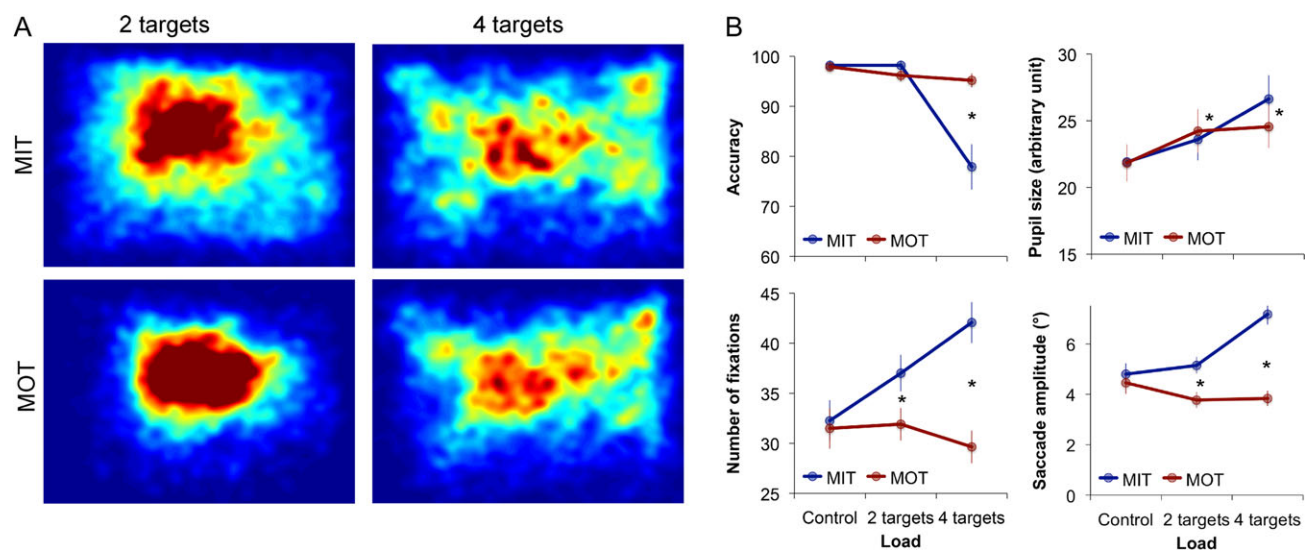 A
2 targets
4 targets
MIT
MOT
B
Accuracy
100
90
80
70
60
MIT
MOT
*
Pupil size (arbitrary unit)
30
25
20
15
MIT
MOT
*
*
Number of fixations
45
40
35
30
25
MIT
MOT
*
*
Control
2 targets
4 targets
Load
Saccade amplitude (°)
6
4
2
0
MIT
MOT
*
*
Control
2 targets
4 targets
Load